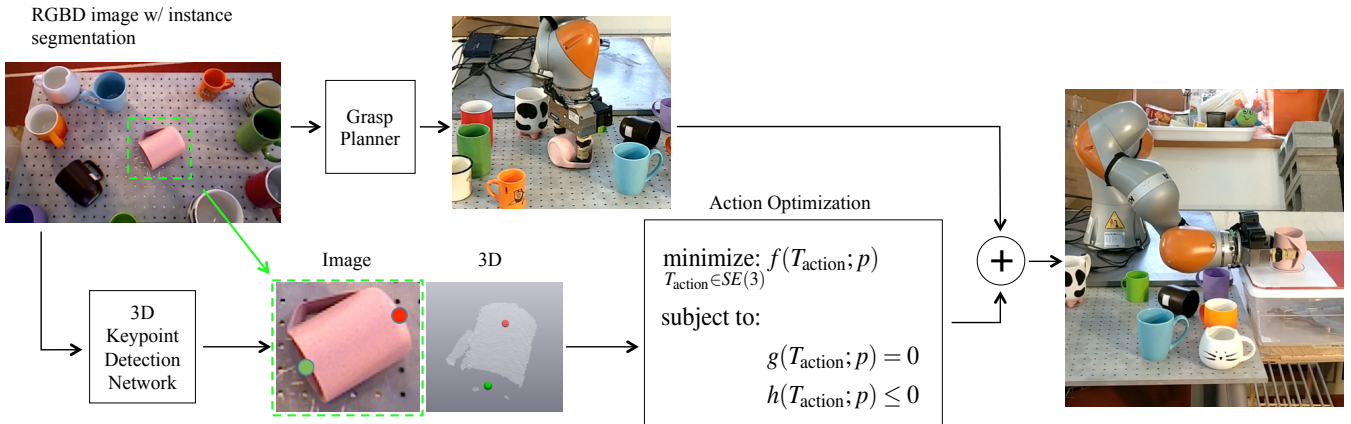 RGBD image w/ instance
segmentation
Grasp
Planner
Action Optimization
minimize: f(T_action; p)
T_action∈SE(3)
subject to:
g(T_action; p) = 0
h(T_action; p) ≤ 0
+
Image
3D
3D
Keypoint
Detection
Network